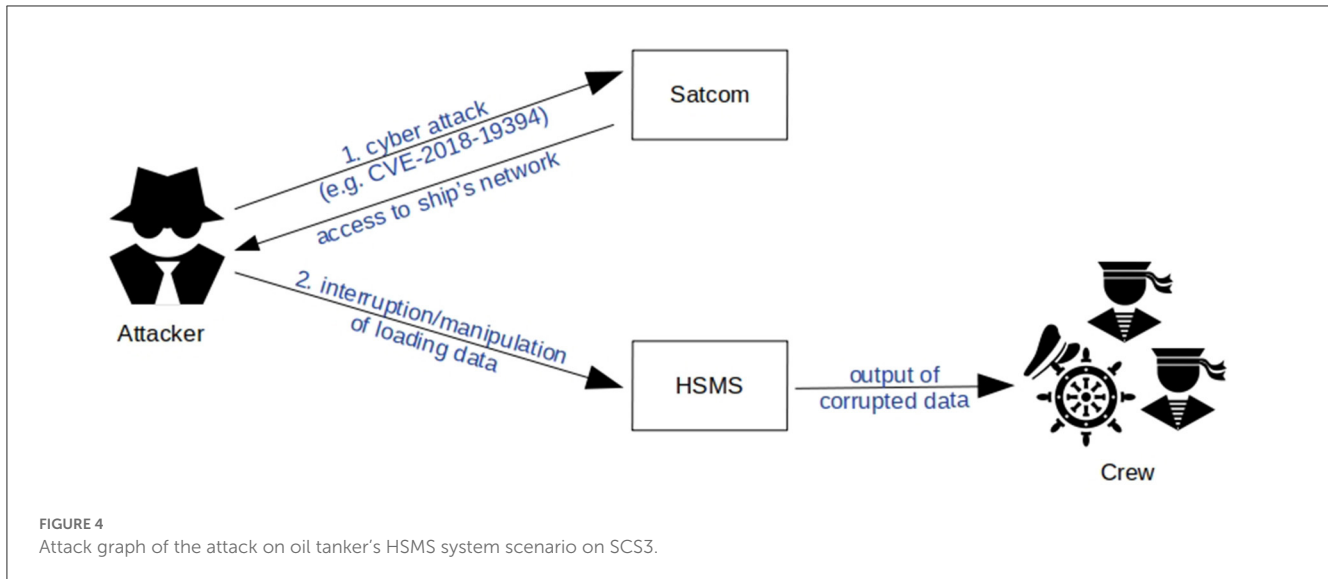 Satcom
1. cyber attack
(e.g. CVE-2018-19394)
access to ship's network
Attacker
2. interruption/manipulation
of loading data
HSMS
output of
corrupted data
Crew
FIGURE 4
Attack graph of the attack on oil tanker's HSMS system scenario on SCS3.